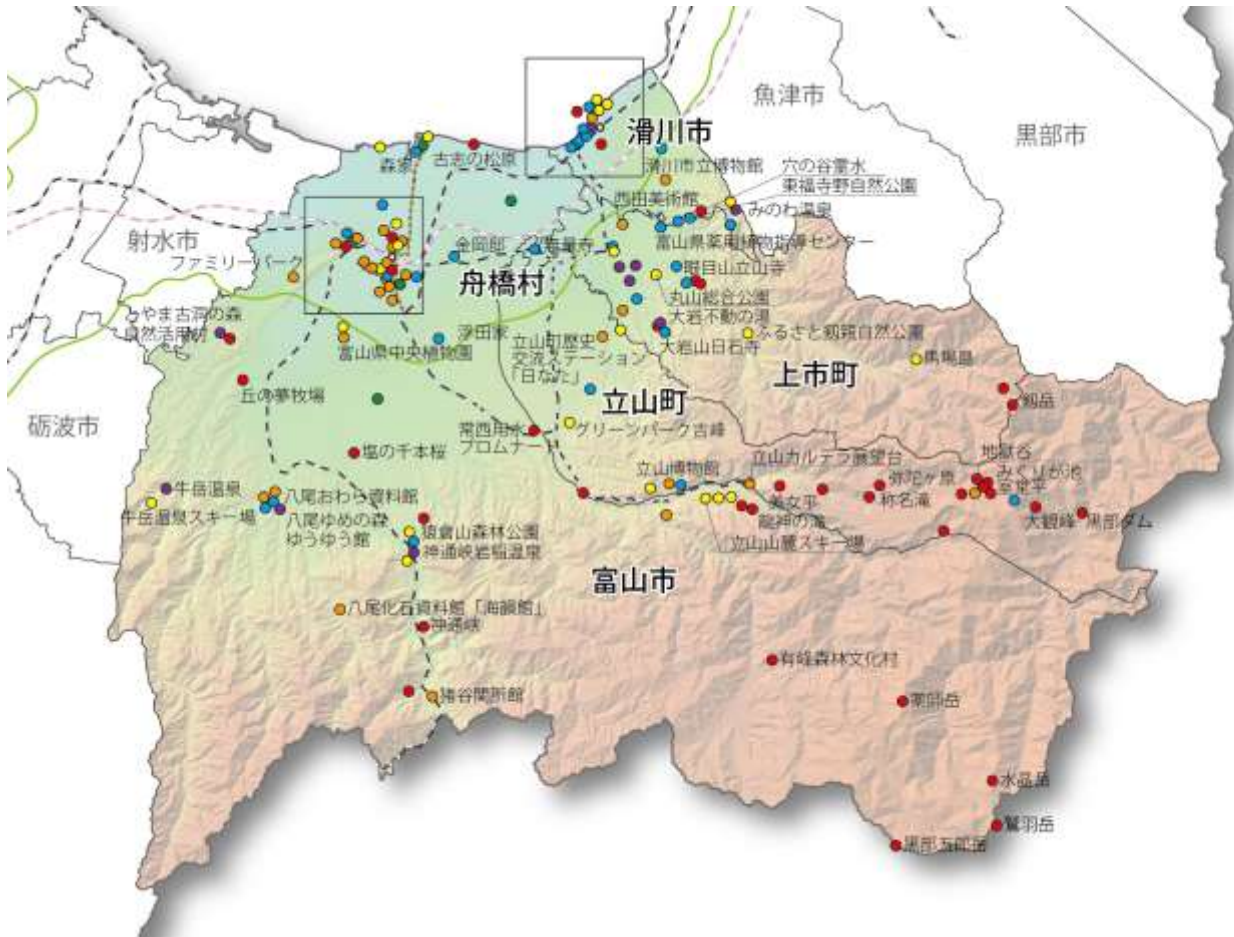 魚津市
黒部市
滑川市
古志の松原
森家
滑川市立博物館
穴の谷霊水
東福寺野自然公園
西田美術館
みのわ温泉
射水市
ファミリーパーク
金岡邸
富山県薬用植物指導センター
舟橋村
眼目山立山寺
丸山総合公園
大岩不動の湯
とやま古洞の森
自然活用村
浮田家
立山町歴史
交流ステーション
「日なた」
大岩山日石寺
ふるさと剱親自然公園
富山県中央植物園
馬場島
上市町
丘の夢牧場
立山町
剱岳
砺波市
常西用水
プロムナード
グリーンパーク吉峰
塩の千本桜
立山博物館
立山カルデラ展望台
地獄谷
みくりが池
室堂平
弥陀ヶ原
称名滝
牛岳温泉
八尾おわら資料館
美女平
龍神の滝
大観峰
黒部ダム
牛岳温泉スキー場
八尾ゆめの森
ゆうゆう館
猿倉山森林公園
神通峡岩稲温泉
立山山麓スキー場
富山市
八尾化石資料館「海韻館」
神通峡
有峰森林文化村
猪谷関所館
薬師岳
水晶岳
鷲羽岳
黒部五郎岳